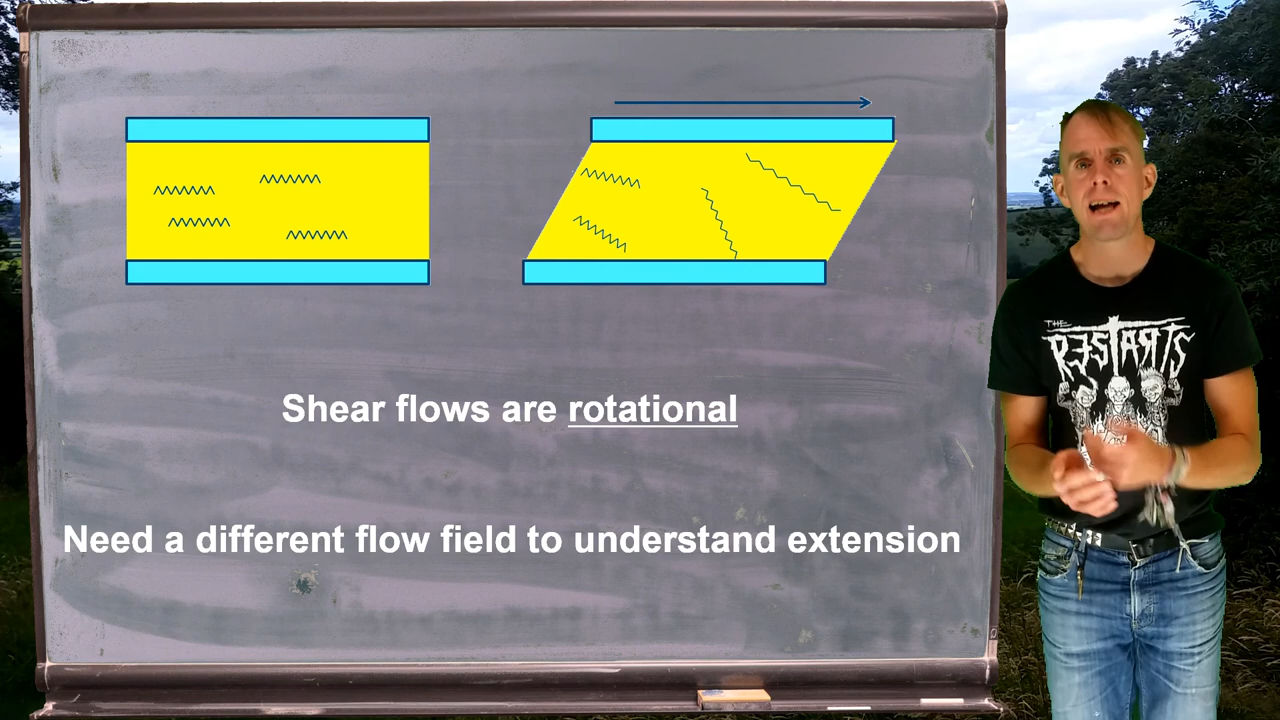 Shear flows are rotational
Need a different flow field to understand extension
THE
RESTARTS